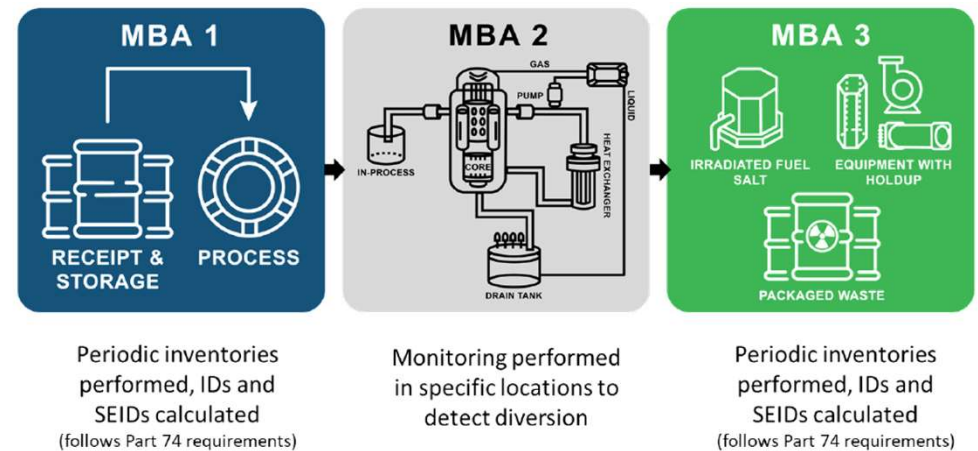 MBA 1
RECEIPT &
STORAGE
PROCESS
MBA 2
GAS
PUMP
LIQUID
IN-PROCESS
CORE
HEAT EXCHANGER
DRAIN TANK
MBA 3
IRRADIATED FUEL
SALT
EQUIPMENT WITH
HOLDUP
PACKAGED WASTE
Periodic inventories
performed, IDs and
SEIDs calculated
(follows Part 74 requirements)
Monitoring performed
in specific locations to
detect diversion
Periodic inventories
performed, IDs and
SEIDs calculated
(follows Part 74 requirements)